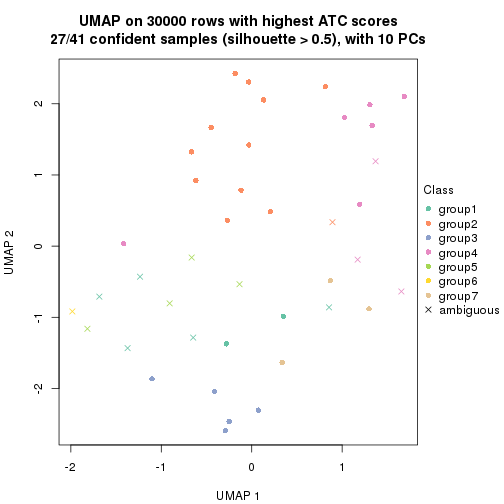 UMAP on 30000 rows with highest ATC scores
27/41 confident samples (silhouette > 0.5), with 10 PCs
2
1
0
-1
-2
UMAP 2
-2
-1
0
1
UMAP 1
Class
group1
group2
group3
group4
group5
group6
group7
ambiguous